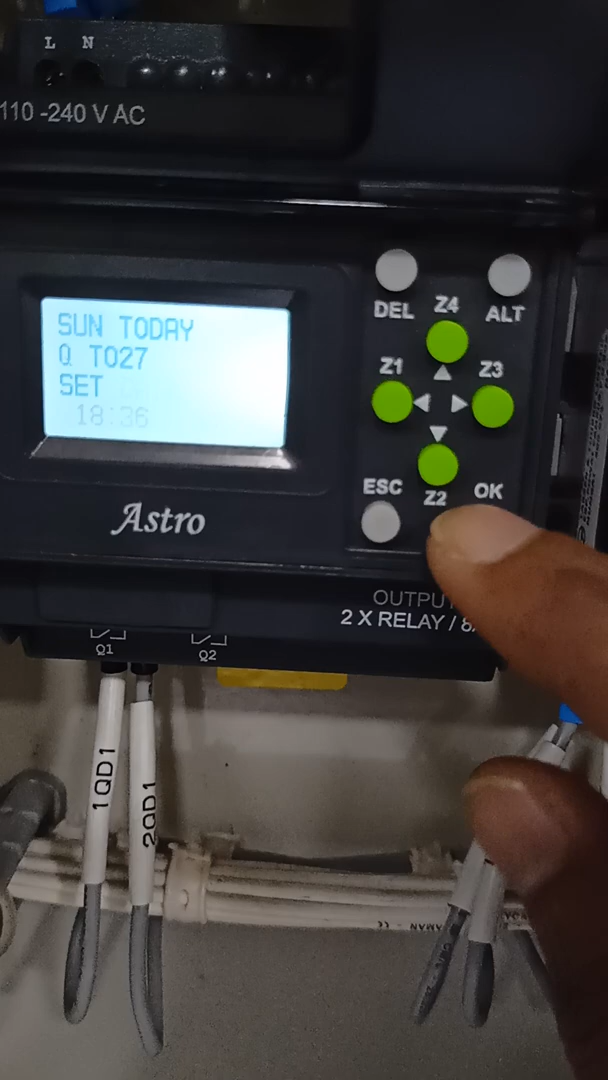 L N
110 -240 V AC
SUN TODAY
Q T027
SET
18:36
DEL Z4 ALT
Z1 Z3
ESC Z2 OK
Astro
OUTPUT
2 X RELAY / 8
Q1 Q2
1QD1
2QD1